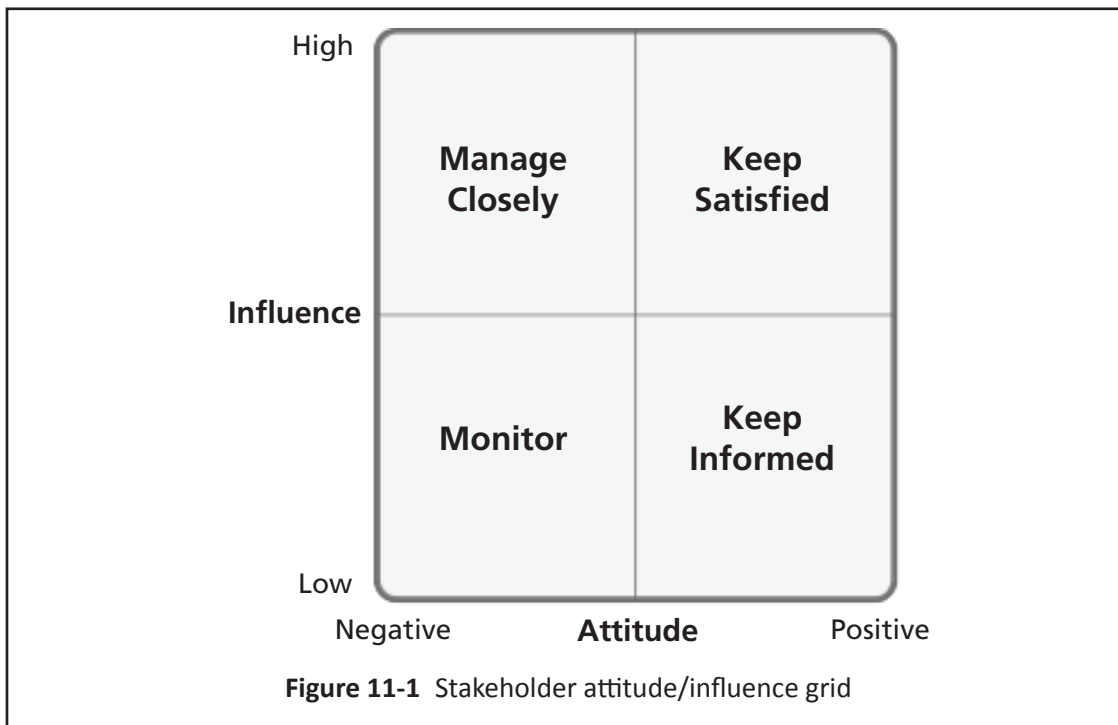 High
Manage
Closely
Keep
Satisfied
Influence
Monitor
Keep
Informed
Low
Negative
Attitude
Positive
Figure 11-1 Stakeholder attitude/influence grid